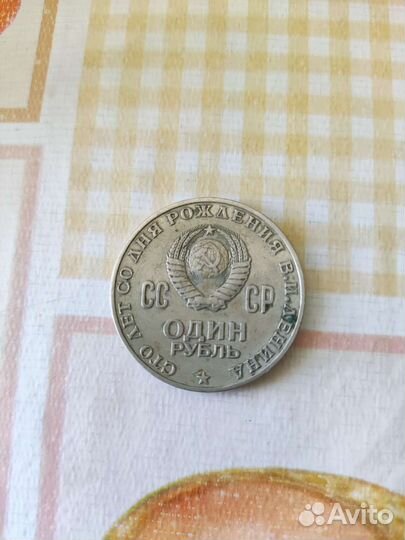 СТО ЛЕТ СО ДНЯ РОЖДЕНИЯ В.И.ЛЕНИНА
СС СР
ОДИН
РУБЛЬ
Avito